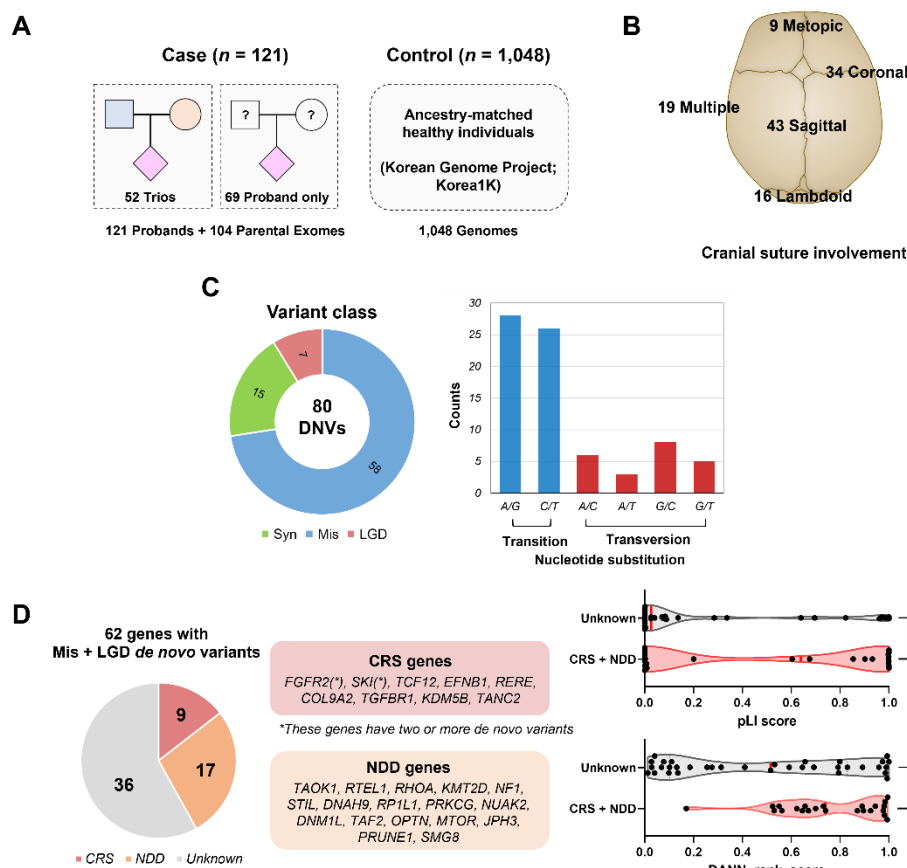 A
Case (n = 121)
Control (n = 1,048)
?
?
52 Trios
69 Proband only
121 Probands + 104 Parental Exomes
Ancestry-matched
healthy individuals
(Korean Genome Project;
Korea1K)
1,048 Genomes
B
9 Metopic
34 Coronal
19 Multiple
43 Sagittal
16 Lambdoid
Cranial suture involvement
C
Variant class
7
15
58
80
DNVs
Syn Mis LGD
Counts
30
25
20
15
10
5
0
A/G C/T A/C A/T G/C G/T
Transition Transversion
Nucleotide substitution
D
62 genes with
Mis + LGD de novo variants
9
17
36
CRS NDD Unknown
CRS genes
FGFR2(*), SKI(*), TCF12, EFNB1, RERE,
COL9A2, TGFBR1, KDM5B, TANC2
*These genes have two or more de novo variants
NDD genes
TAOK1, RTEL1, RHOA, KMT2D, NF1,
STIL, DNAH9, RP1L1, PRKCG, NUAK2,
DNM1L, TAF2, OPTN, MTOR, JPH3,
PRUNE1, SMG8
Unknown
CRS + NDD
0.0 0.2 0.4 0.6 0.8 1.0
pLI score
Unknown
CRS + NDD
0.0 0.2 0.4 0.6 0.8 1.0